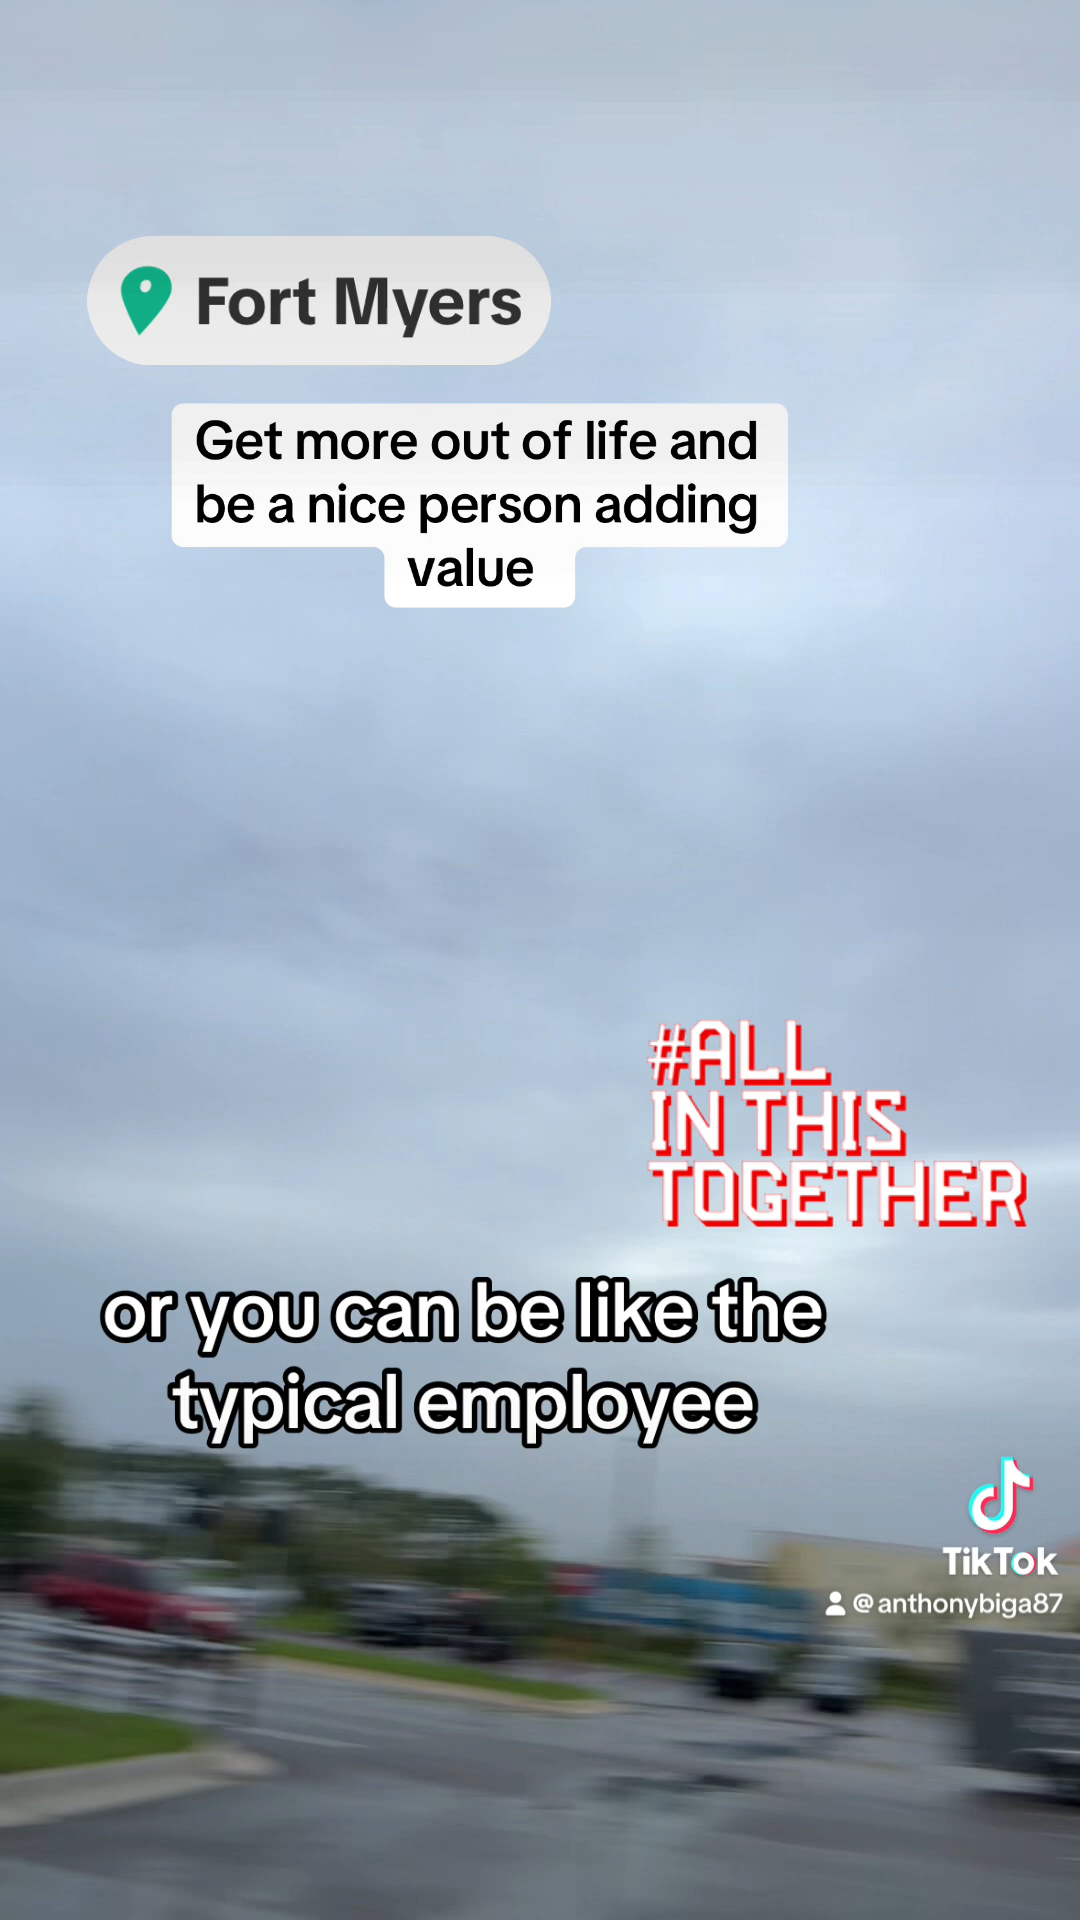 Fort Myers
Get more out of life and
be a nice person adding
value
#ALL
IN THIS
TOGETHER
or you can be like the
typical employee
TikTok
@anthonybiga87